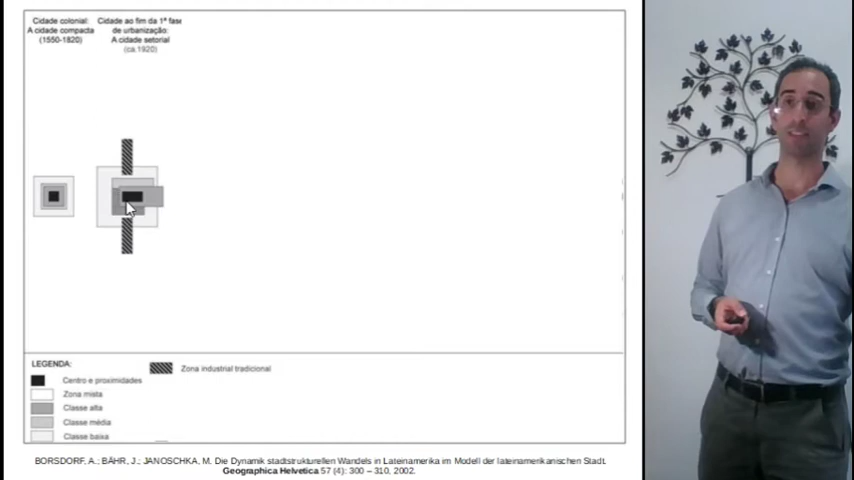 Cidade colonial:
A cidade compacta
(1550-1820)
Cidade ao fim da 1ª fase
de urbanização:
A cidade setorial
(ca.1920)
LEGENDA:
Centro e proximidades
Zona mista
Classe alta
Classe média
Classe baixa
Zona industrial tradicional
BORSDORF, A.; BÄHR, J.; JANOSCHKA, M. Die Dynamik stadtstrukturellen Wandels in Lateinamerika im Modell der lateinamerikanischen Stadt.
Geographica Helvetica 57 (4): 300 – 310, 2002.